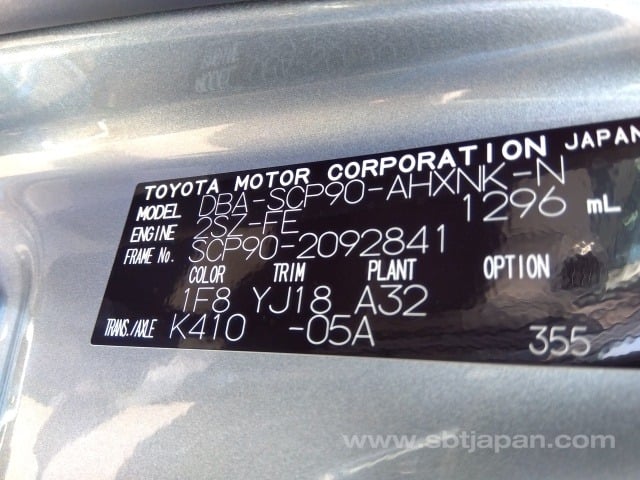 TOYOTA MOTOR CORPORATION JAPAN
MODEL DBA-SCP90-AHXNK-N
ENGINE 2SZ-FE 1296 mL
FRAME No. SCP90-2092841
COLOR TRIM PLANT OPTION
1F8 YJ18 A32
TRANS./AXLE K410 -05A 355
www.sbtjapan.com